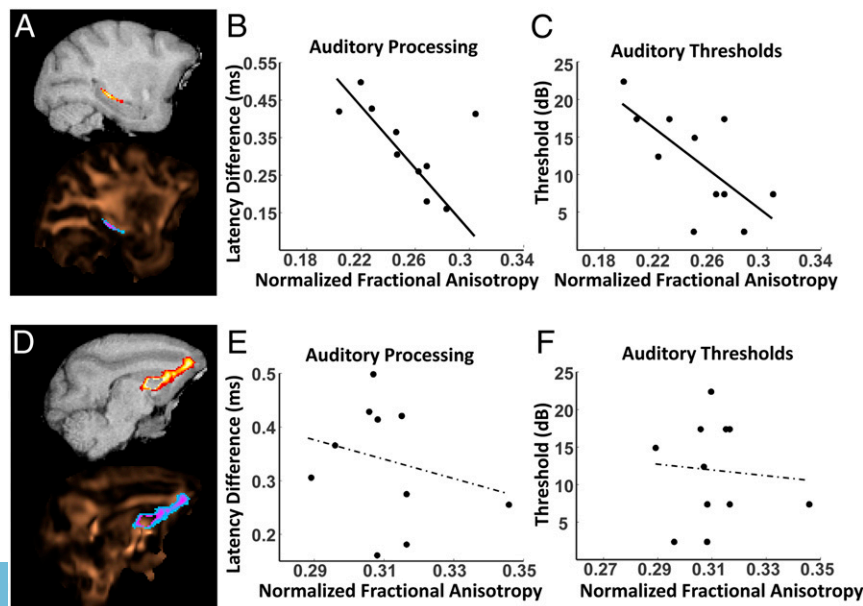 A
B
Auditory Processing
Latency Difference (ms)
0.55
0.45
0.35
0.25
0.15
0.18 0.22 0.26 0.3 0.34
Normalized Fractional Anisotropy
C
Auditory Thresholds
Threshold (dB)
25
20
15
10
5
0.18 0.22 0.26 0.3 0.34
Normalized Fractional Anisotropy
D
E
Auditory Processing
Latency Difference (ms)
0.5
0.4
0.3
0.2
0.29 0.31 0.33 0.35
Normalized Fractional Anisotropy
F
Auditory Thresholds
Threshold (dB)
25
20
15
10
5
0.27 0.29 0.31 0.33 0.35
Normalized Fractional Anisotropy